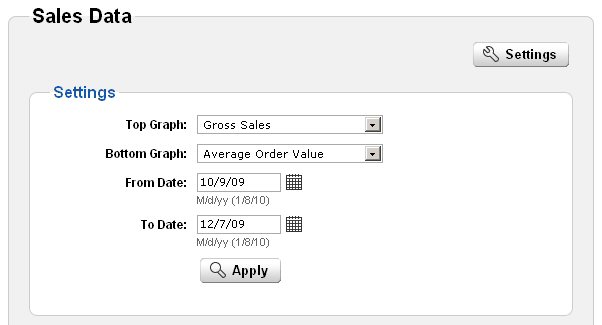 Sales Data
Settings
Settings
Top Graph: Gross Sales
Bottom Graph: Average Order Value
From Date: 10/9/09
M/d/yy (1/8/10)
To Date: 12/7/09
M/d/yy (1/8/10)
Apply